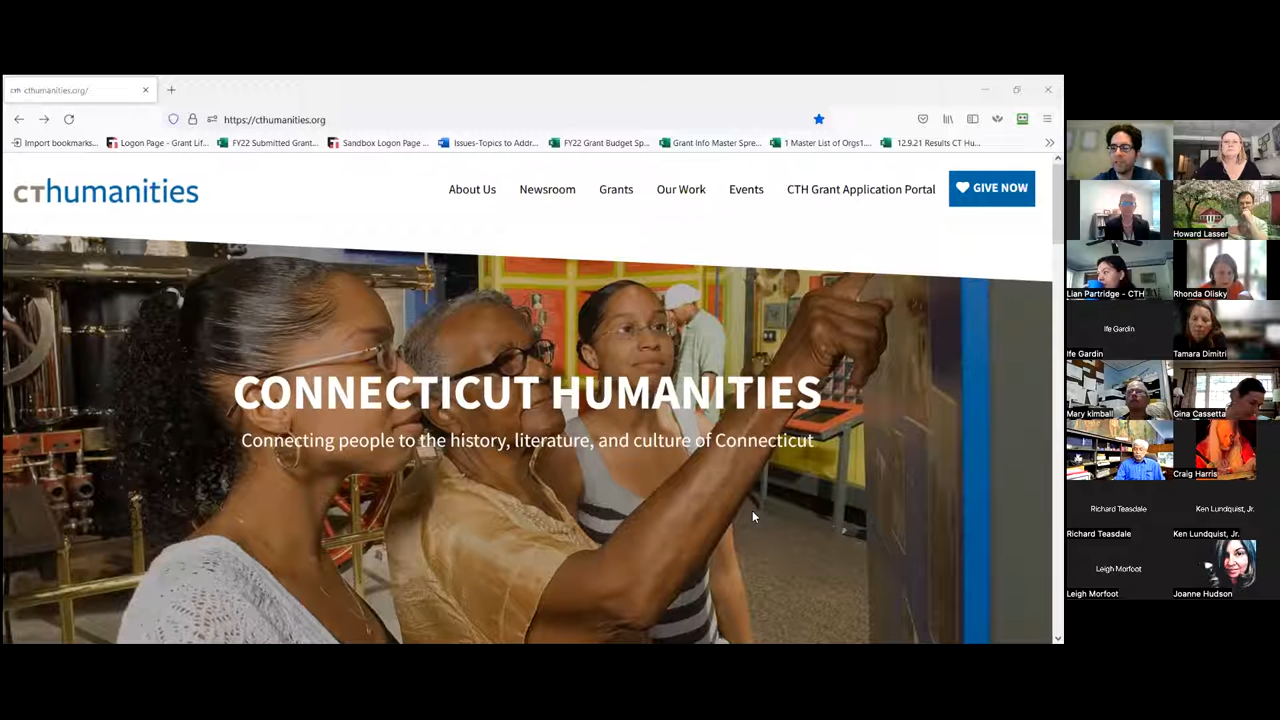 cthumanities.org/
https://cthumanities.org
Import bookmarks... Logon Page - Grant Lif... FY22 Submitted Grant... Sandbox Logon Page ... Issues-Topics to Addr... FY22 Grant Budget Sp... Grant Info Master Spre... 1 Master List of Orgs1.... 12.9.21 Results CT Hu...
CThumanities
About Us Newsroom Grants Our Work Events CTH Grant Application Portal GIVE NOW
CONNECTICUT HUMANITIES
Connecting people to the history, literature, and culture of Connecticut
Howard Lasser
Lian Partridge - CTH Rhonda Olisky
Ife Gardin
Ife Gardin Tamara Dimitri
Mary kimball Gina Cassetta
Craig Harris
Richard Teasdale Ken Lundquist, Jr.
Richard Teasdale Ken Lundquist, Jr.
Leigh Morfoot
Leigh Morfoot Joanne Hudson